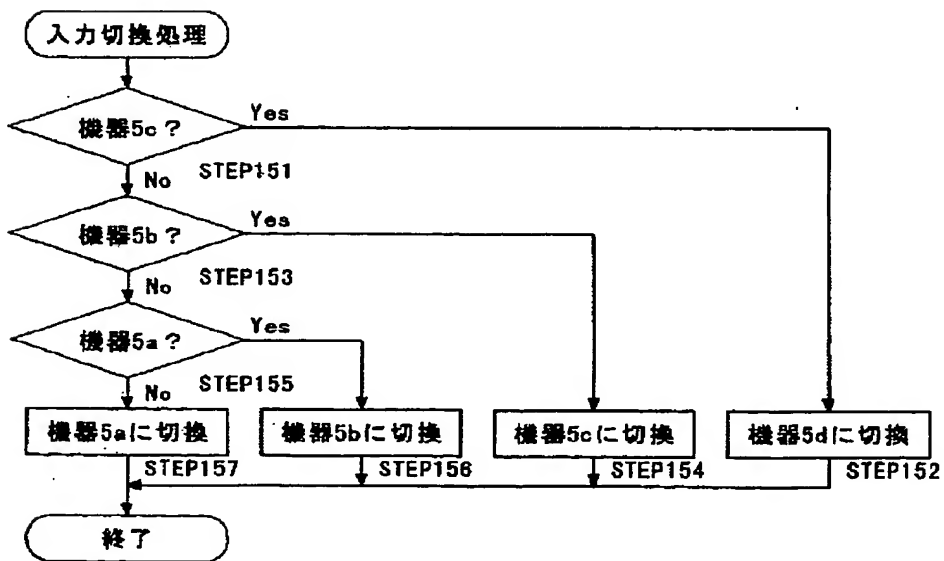 入力切換処理
機器5c？
Yes
No
STEP151
機器5b？
Yes
No
STEP153
機器5a？
Yes
No
STEP155
機器5aに切換
機器5bに切換
機器5cに切換
機器5dに切換
STEP157
STEP156
STEP154
STEP152
終了